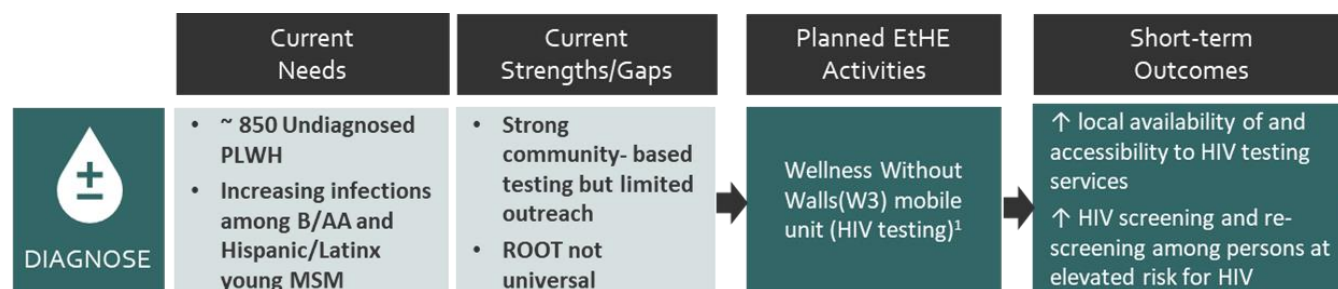 Current
Needs
Current
Strengths/Gaps
Planned EtHE
Activities
Short-term
Outcomes
±
DIAGNOSE
• ~ 850 Undiagnosed
PLWH
• Increasing infections
among B/AA and
Hispanic/Latinx
young MSM
• Strong
community- based
testing but limited
outreach
• ROOT not
universal
Wellness Without
Walls(W3) mobile
unit (HIV testing)¹
↑ local availability of and
accessibility to HIV testing
services
↑ HIV screening and re-
screening among persons at
elevated risk for HIV